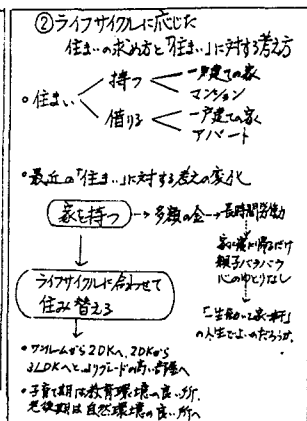 ②ライフサイクルに応じた
住まいの求め方と「住まい」に対する考え方
•住まい
持つ
一戸建ての家
マンション
借りる
一戸建ての家
アパート
•最近の「住まい」に対する考えの変化
家を持つ→多額の金→長時間労働
家に寝に帰るだけ
親子バラバラ
心のゆとりなし
「一生かかって家一軒」
の人生でよいのだろうか。
ライフサイクルに合わせて
住み替える
•ワンルームから2DKへ、2DKから
3LDKへと、よりグレードの高い部屋へ
•子育て期は教育環境の良い所、
老後期は自然環境の良い所へ